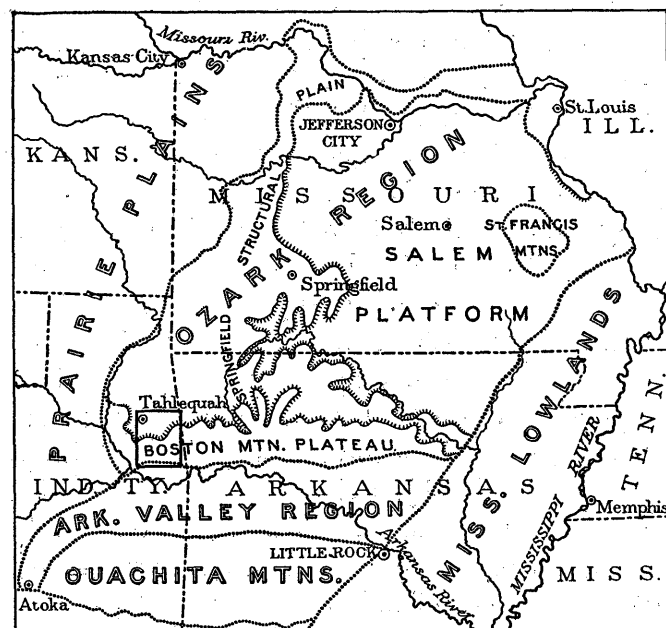 Missouri Riv.
Kansas City
PLAIN
JEFFERSON
CITY
St. Louis
ILL.
KANS.
PRAIRIE PLAINS
MISSOURI
OZARK REGION
STRUCTURAL
Salem
ST. FRANCIS
MTNS.
SALEM
PLATFORM
Springfield
SPRINGFIELD
Tahlequah
BOSTON MTN. PLATEAU
MISS. LOWLANDS
MISSISSIPPI RIVER
TENN.
IND. TY.
ARKANSAS
Memphis
ARK. VALLEY REGION
LITTLE ROCK
Arkansas River
OUACHITA MTNS.
MISS.
Atoka